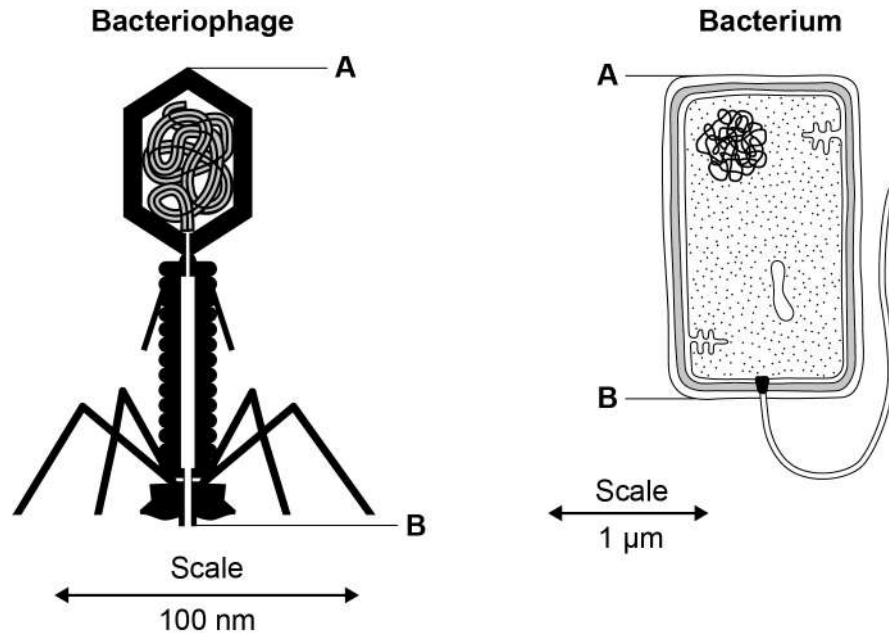 Bacteriophage
A
B
Scale
100 nm
Bacterium
A
B
Scale
1 µm